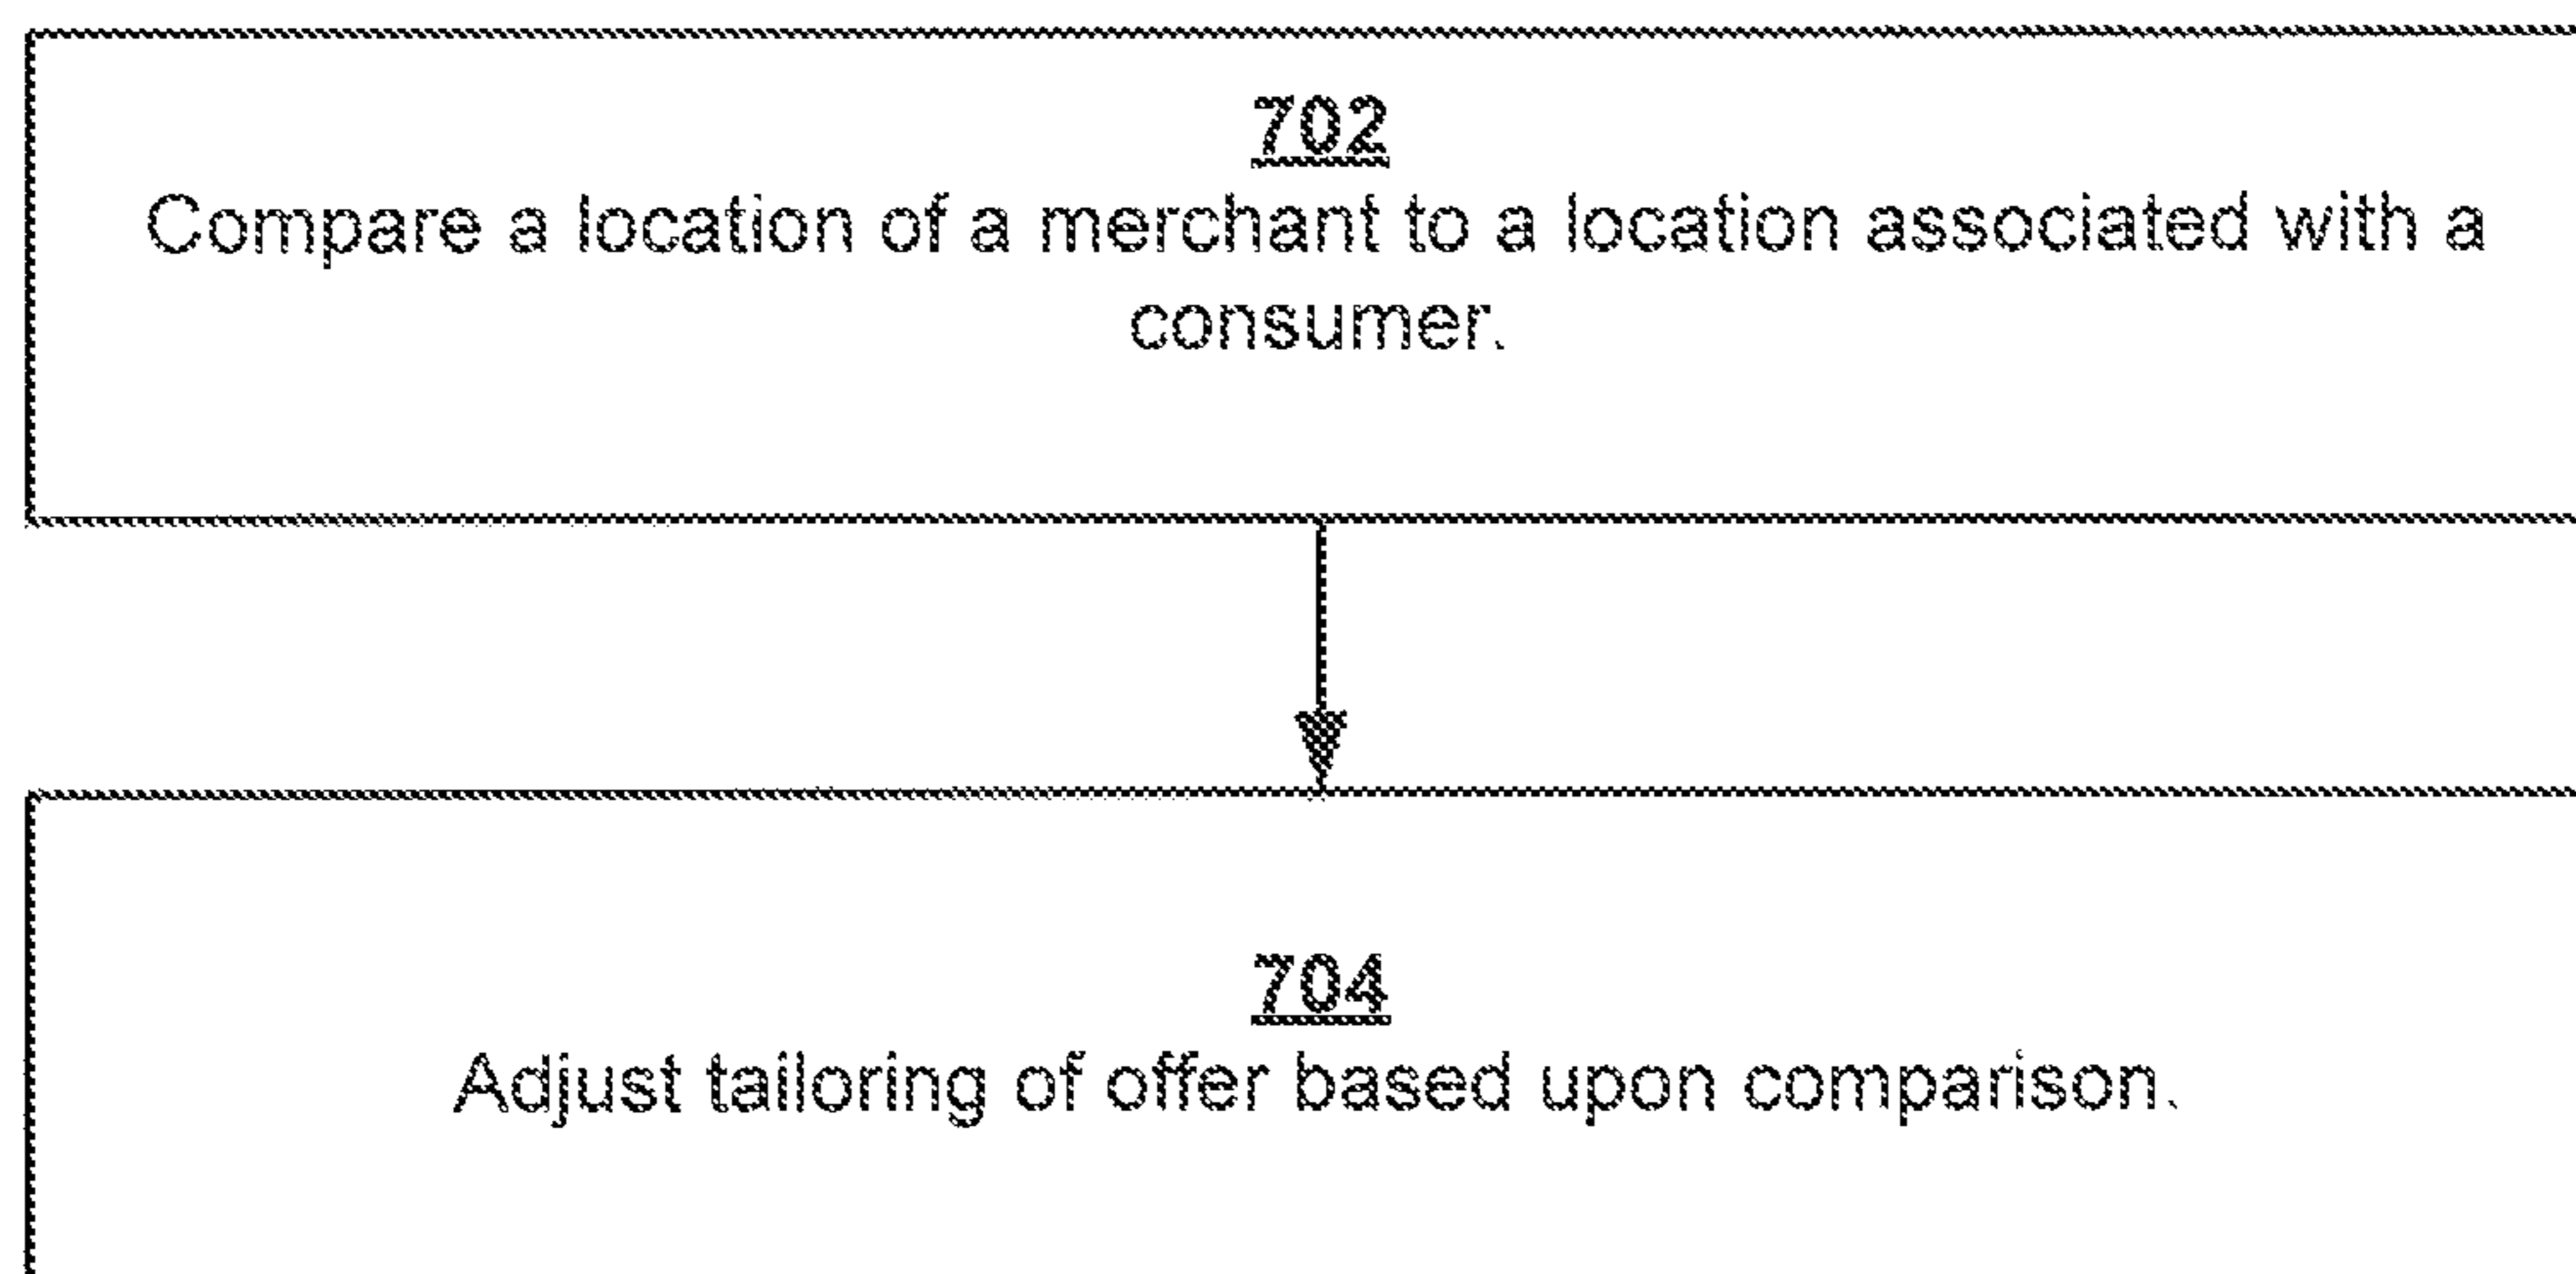 702
Compare a location of a merchant to a location associated with a
consumer.
704
Adjust tailoring of offer based upon comparison.